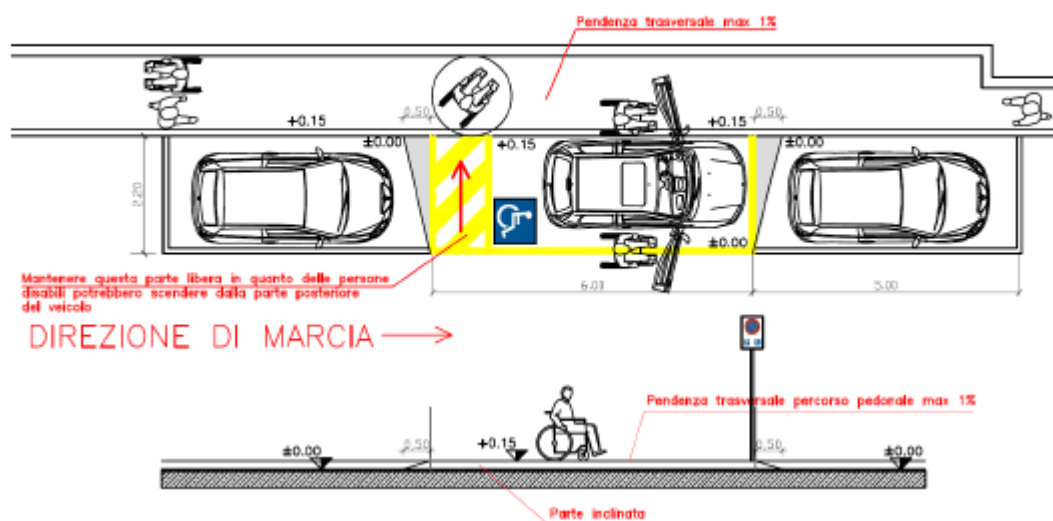 Pendenza trasversale max 1%
0.50
0.50
+0.15
+0.15
±0.00
+0.15
±0.00
2.20
±0.00
Mantenere questa parte libera in quanto delle persone
disabili potrebbero scendere dalla parte posteriore
del veicolo
6.00
5.00
DIREZIONE DI MARCIA
Pendenza trasversale percorso pedonale max 1%
±0.00
0.50
+0.15
0.50
±0.00
Parte inclinata